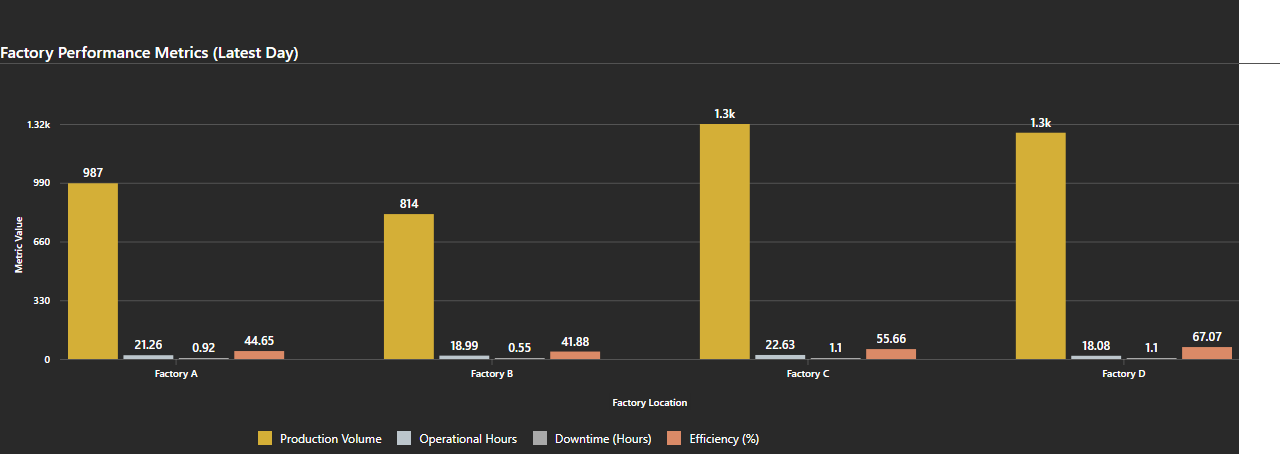 Factory Performance Metrics (Latest Day)
1.32k
990
660
330
0
Metric Value
987
21.26
0.92
44.65
814
18.99
0.55
41.88
1.3k
22.63
1.1
55.66
1.3k
18.08
1.1
67.07
Factory A
Factory B
Factory C
Factory D
Factory Location
Production Volume
Operational Hours
Downtime (Hours)
Efficiency (%)